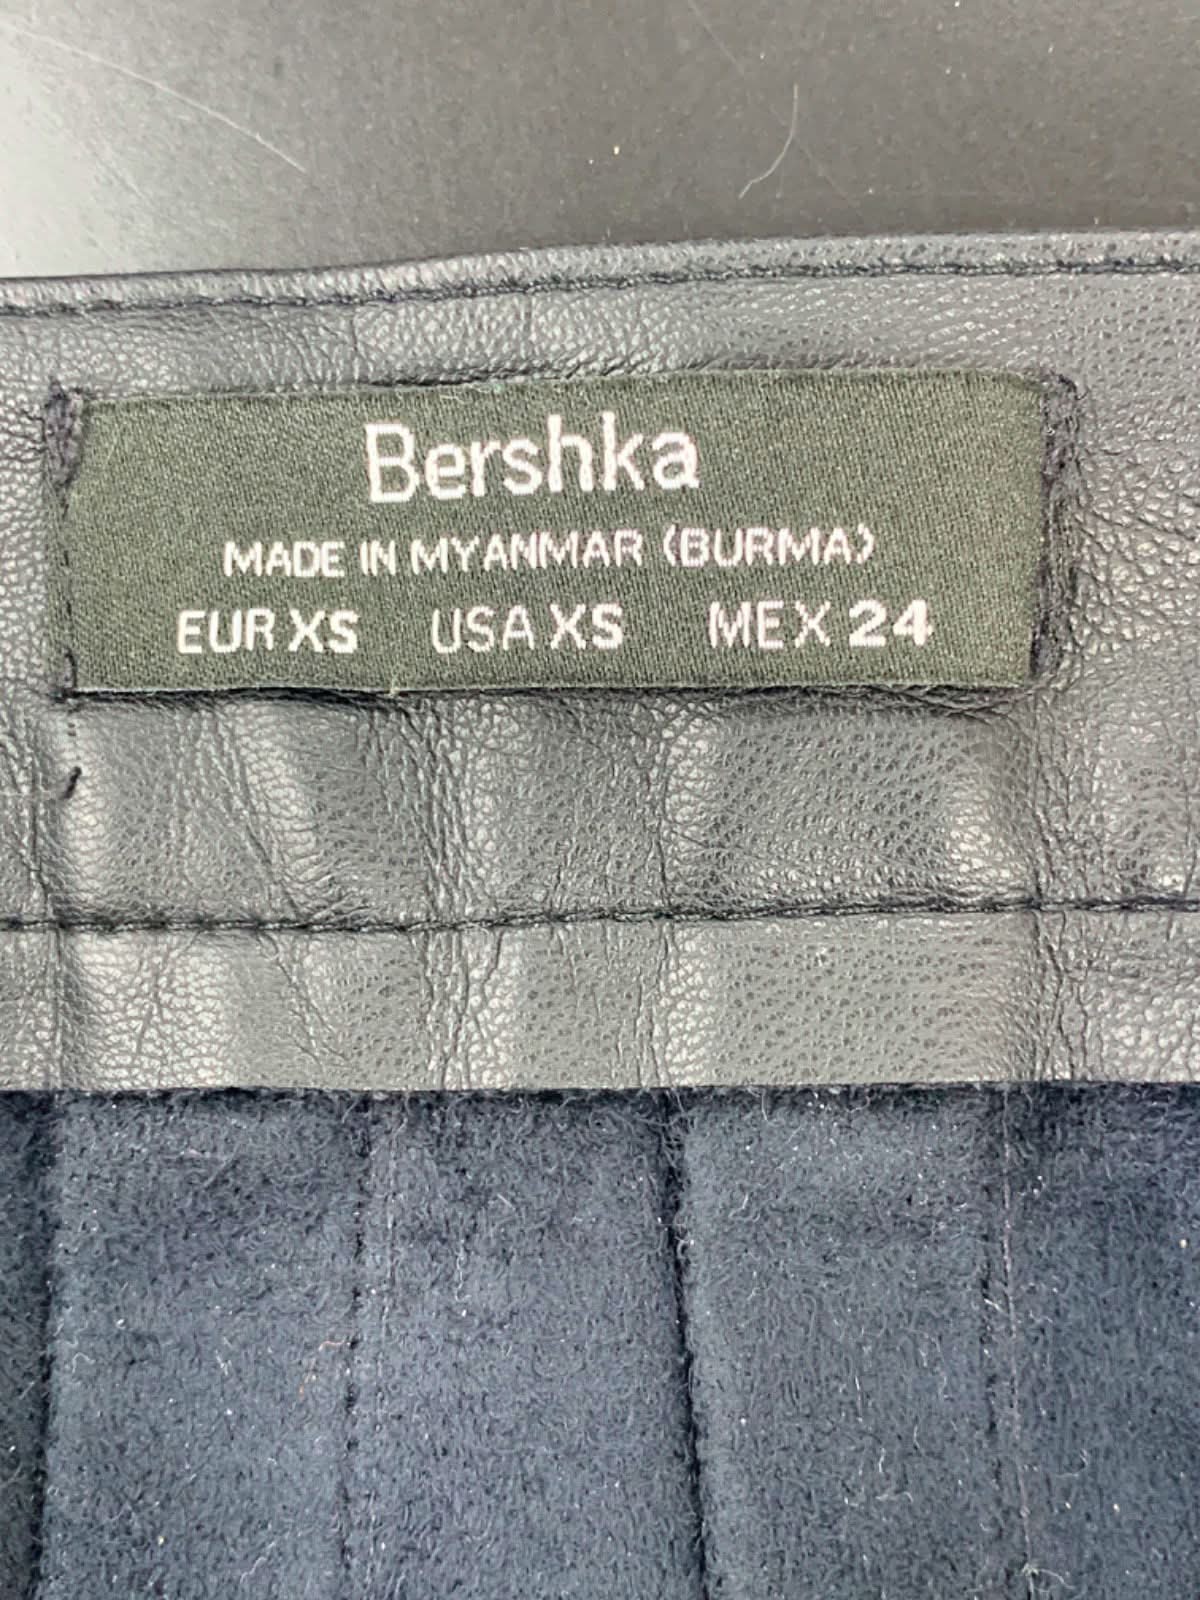 Bershka
MADE IN MYANMAR (BURMA)
EUR XS USA XS MEX 24